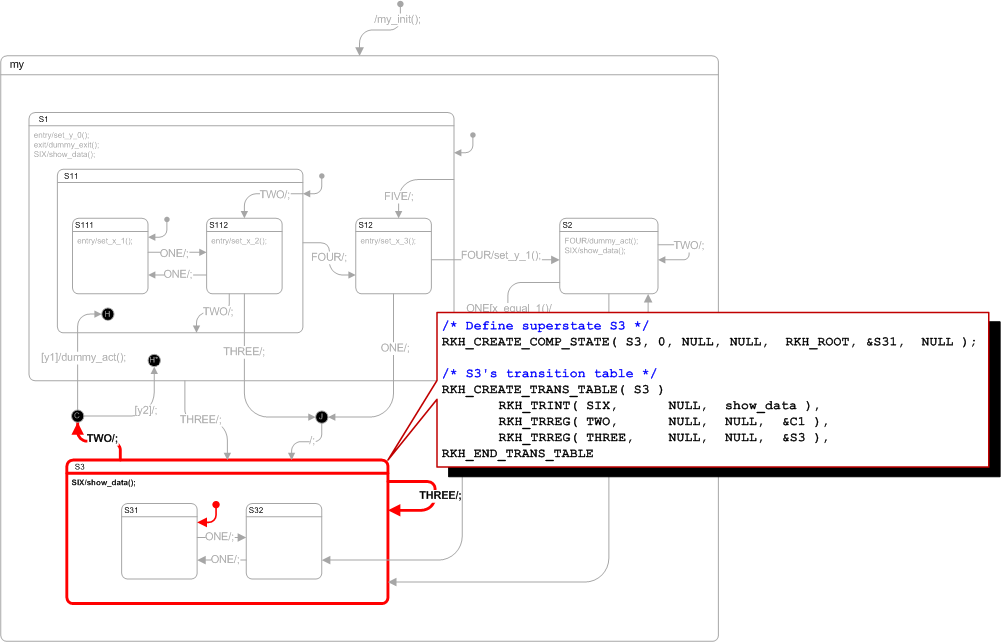 /my_init();
my
S1
entry/set_y_0();
exit/dummy_exit();
SIX/show_data();
S11
TWO/;
FIVE/;
S111
entry/set_x_1();
S112
entry/set_x_2();
S12
entry/set_x_3();
S2
FOUR/dummy_act();
SIX/show_data();
TWO/;
ONE/;
ONE/;
FOUR/;
FOUR/set_y_1();
TWO/;
H
ONE[x_equal_1()/
THREE/;
ONE/;
[y1]/dummy_act();
H*
[y2]/;
C
THREE/;
J
/;
TWO/;
/* Define superstate S3 */
RKH_CREATE_COMP_STATE( S3, 0, NULL, NULL, RKH_ROOT, &S31, NULL );
/* S3's transition table */
RKH_CREATE_TRANS_TABLE( S3 )
RKH_TRINT( SIX, NULL, show_data ),
RKH_TRREG( TWO, NULL, NULL, &C1 ),
RKH_TRREG( THREE, NULL, NULL, &S3 ),
RKH_END_TRANS_TABLE
S3
SIX/show_data();
THREE/;
S31
S32
ONE/;
ONE/;